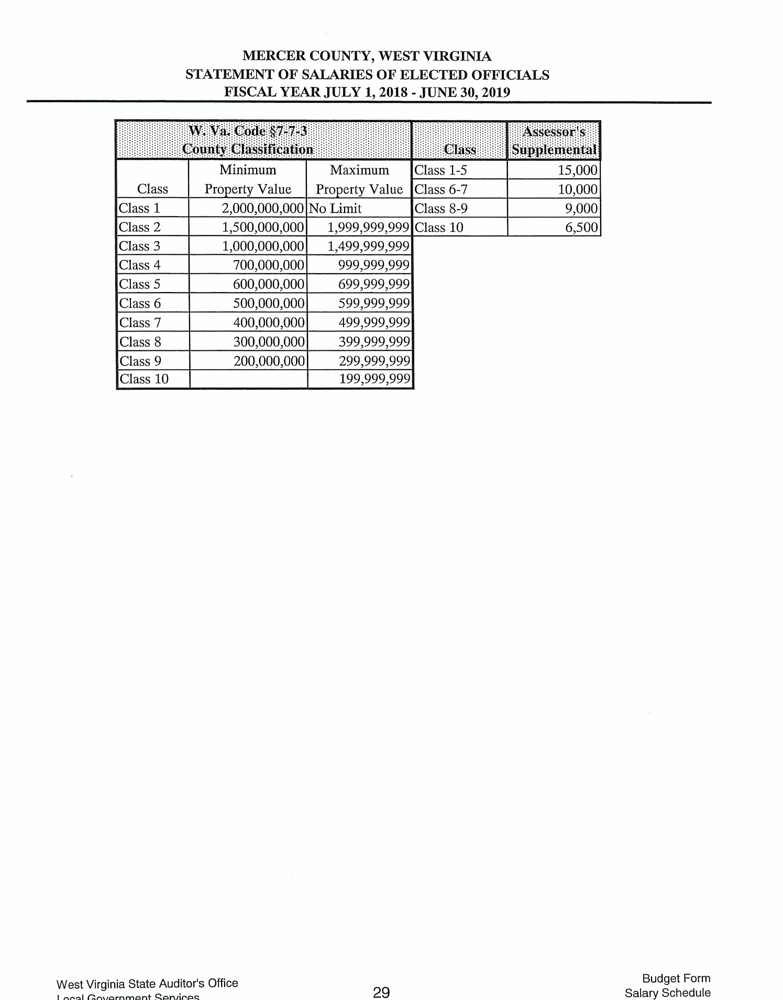 MERCER COUNTY, WEST VIRGINIA
STATEMENT OF SALARIES OF ELECTED OFFICIALS
FISCAL YEAR JULY 1, 2018 - JUNE 30, 2019
W. Va. Code §7-7-3 Assessor's
County Classification Class Supplemental
Minimum Maximum Class 1-5 15,000
Class Property Value Property Value Class 6-7 10,000
Class 1 2,000,000,000 No Limit Class 8-9 9,000
Class 2 1,500,000,000 1,999,999,999 Class 10 6,500
Class 3 1,000,000,000 1,499,999,999
Class 4 700,000,000 999,999,999
Class 5 600,000,000 699,999,999
Class 6 500,000,000 599,999,999
Class 7 400,000,000 499,999,999
Class 8 300,000,000 399,999,999
Class 9 200,000,000 299,999,999
Class 10 199,999,999
West Virginia State Auditor's Office Budget Form
Local Government Services 29 Salary Schedule